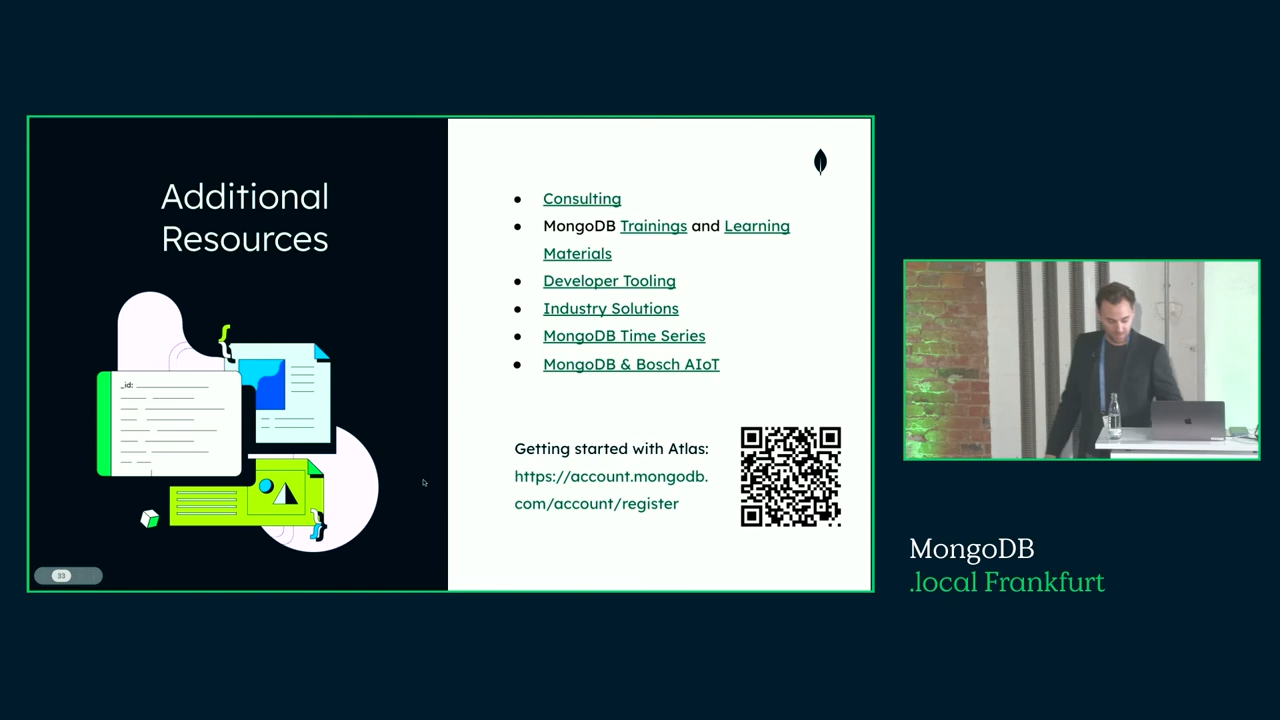 Additional
Resources
_id:
33
Consulting
MongoDB Trainings and Learning
Materials
Developer Tooling
Industry Solutions
MongoDB Time Series
MongoDB & Bosch AIoT
Getting started with Atlas:
https://account.mongodb.
com/account/register
MongoDB
.local Frankfurt